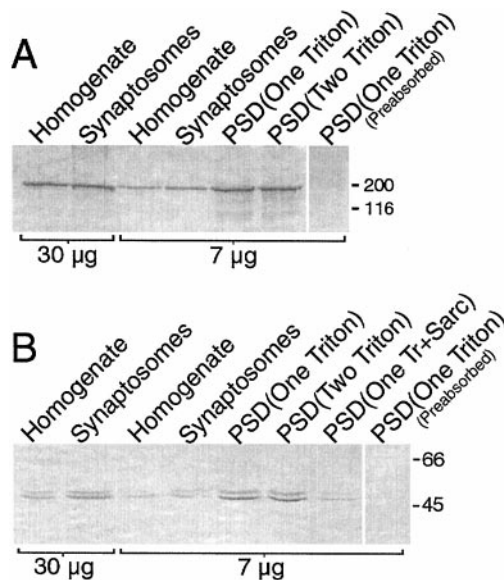 A
Homogenate
Synaptosomes
Homogenate
Synaptosomes
PSD(One Triton)
PSD(Two Triton)
PSD(One Triton)
(Preabsorbed)
- 200
- 116
30 µg
7 µg
B
Homogenate
Synaptosomes
Homogenate
Synaptosomes
PSD(One Triton)
PSD(Two Triton)
PSD(One Tr+Sarc)
PSD(One Triton)
(Preabsorbed)
-66
-45
30 µg
7 µg